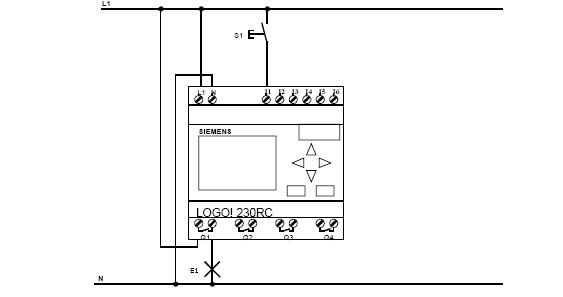 L1
S1
L1 N I1 I2 I3 I4 I5 I6
SIEMENS
LOGO! 230RC
Q1 Q2 Q3 Q4
E1
N